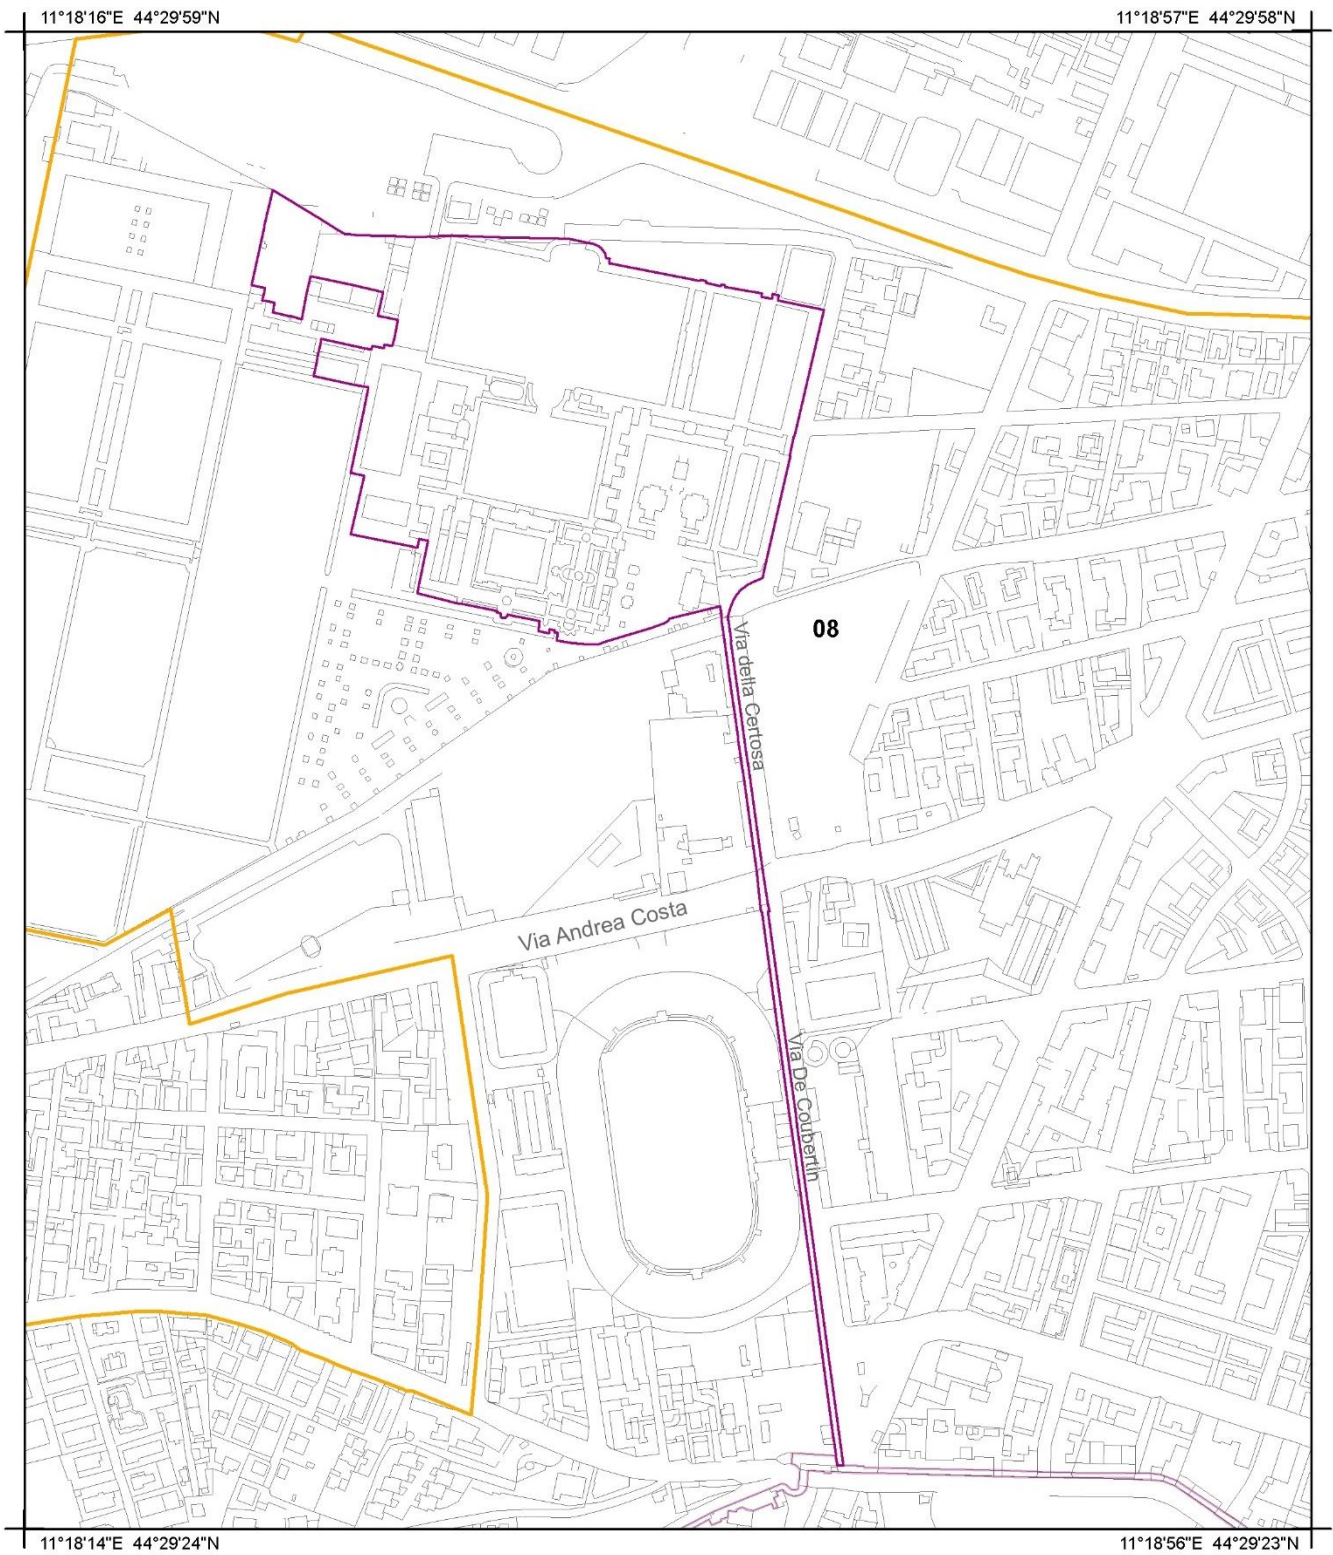 11°18'16"E 44°29'59"N
11°18'57"E 44°29'58"N
08
Via della Certosa
Via Andrea Costa
Via De Coubertin
11°18'14"E 44°29'24"N
11°18'56"E 44°29'23"N